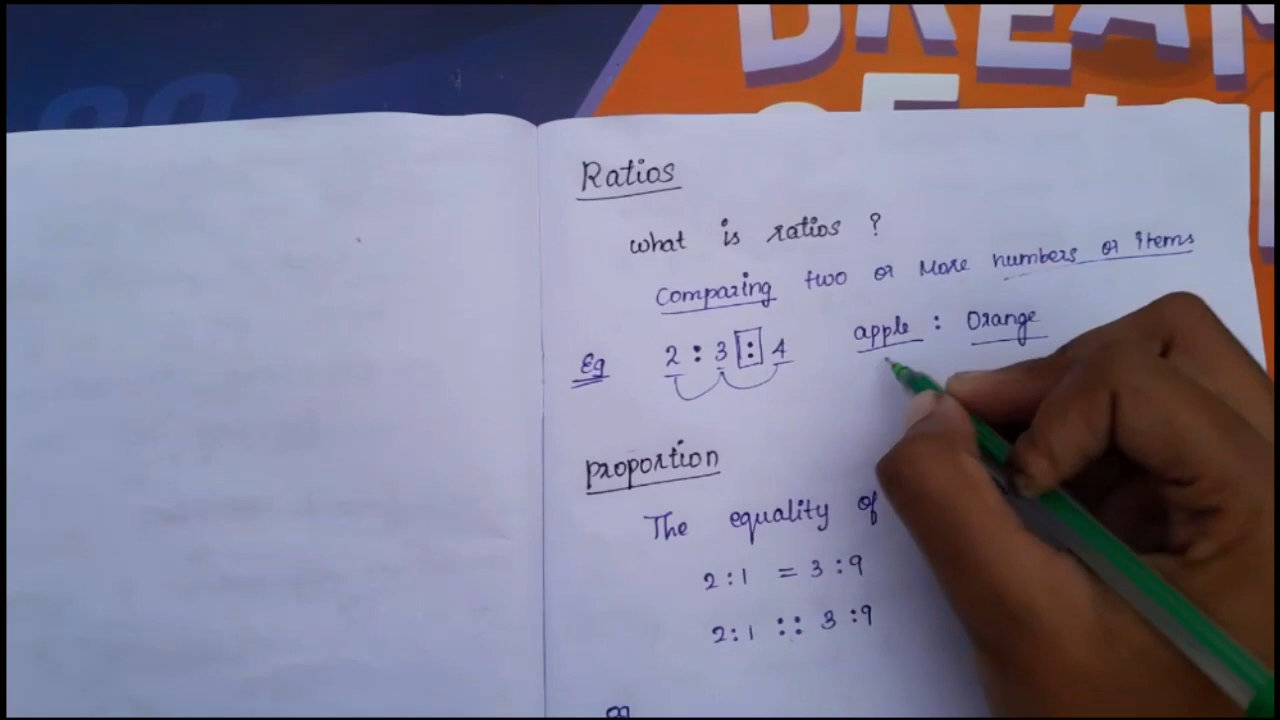 DREAM
Ratios
what is ratios ?
Comparing two or More numbers or items
apple : Orange
Eg 2 : 3 : 4
proportion
The equality of
2:1 = 3:9
2:1 :: 3:9